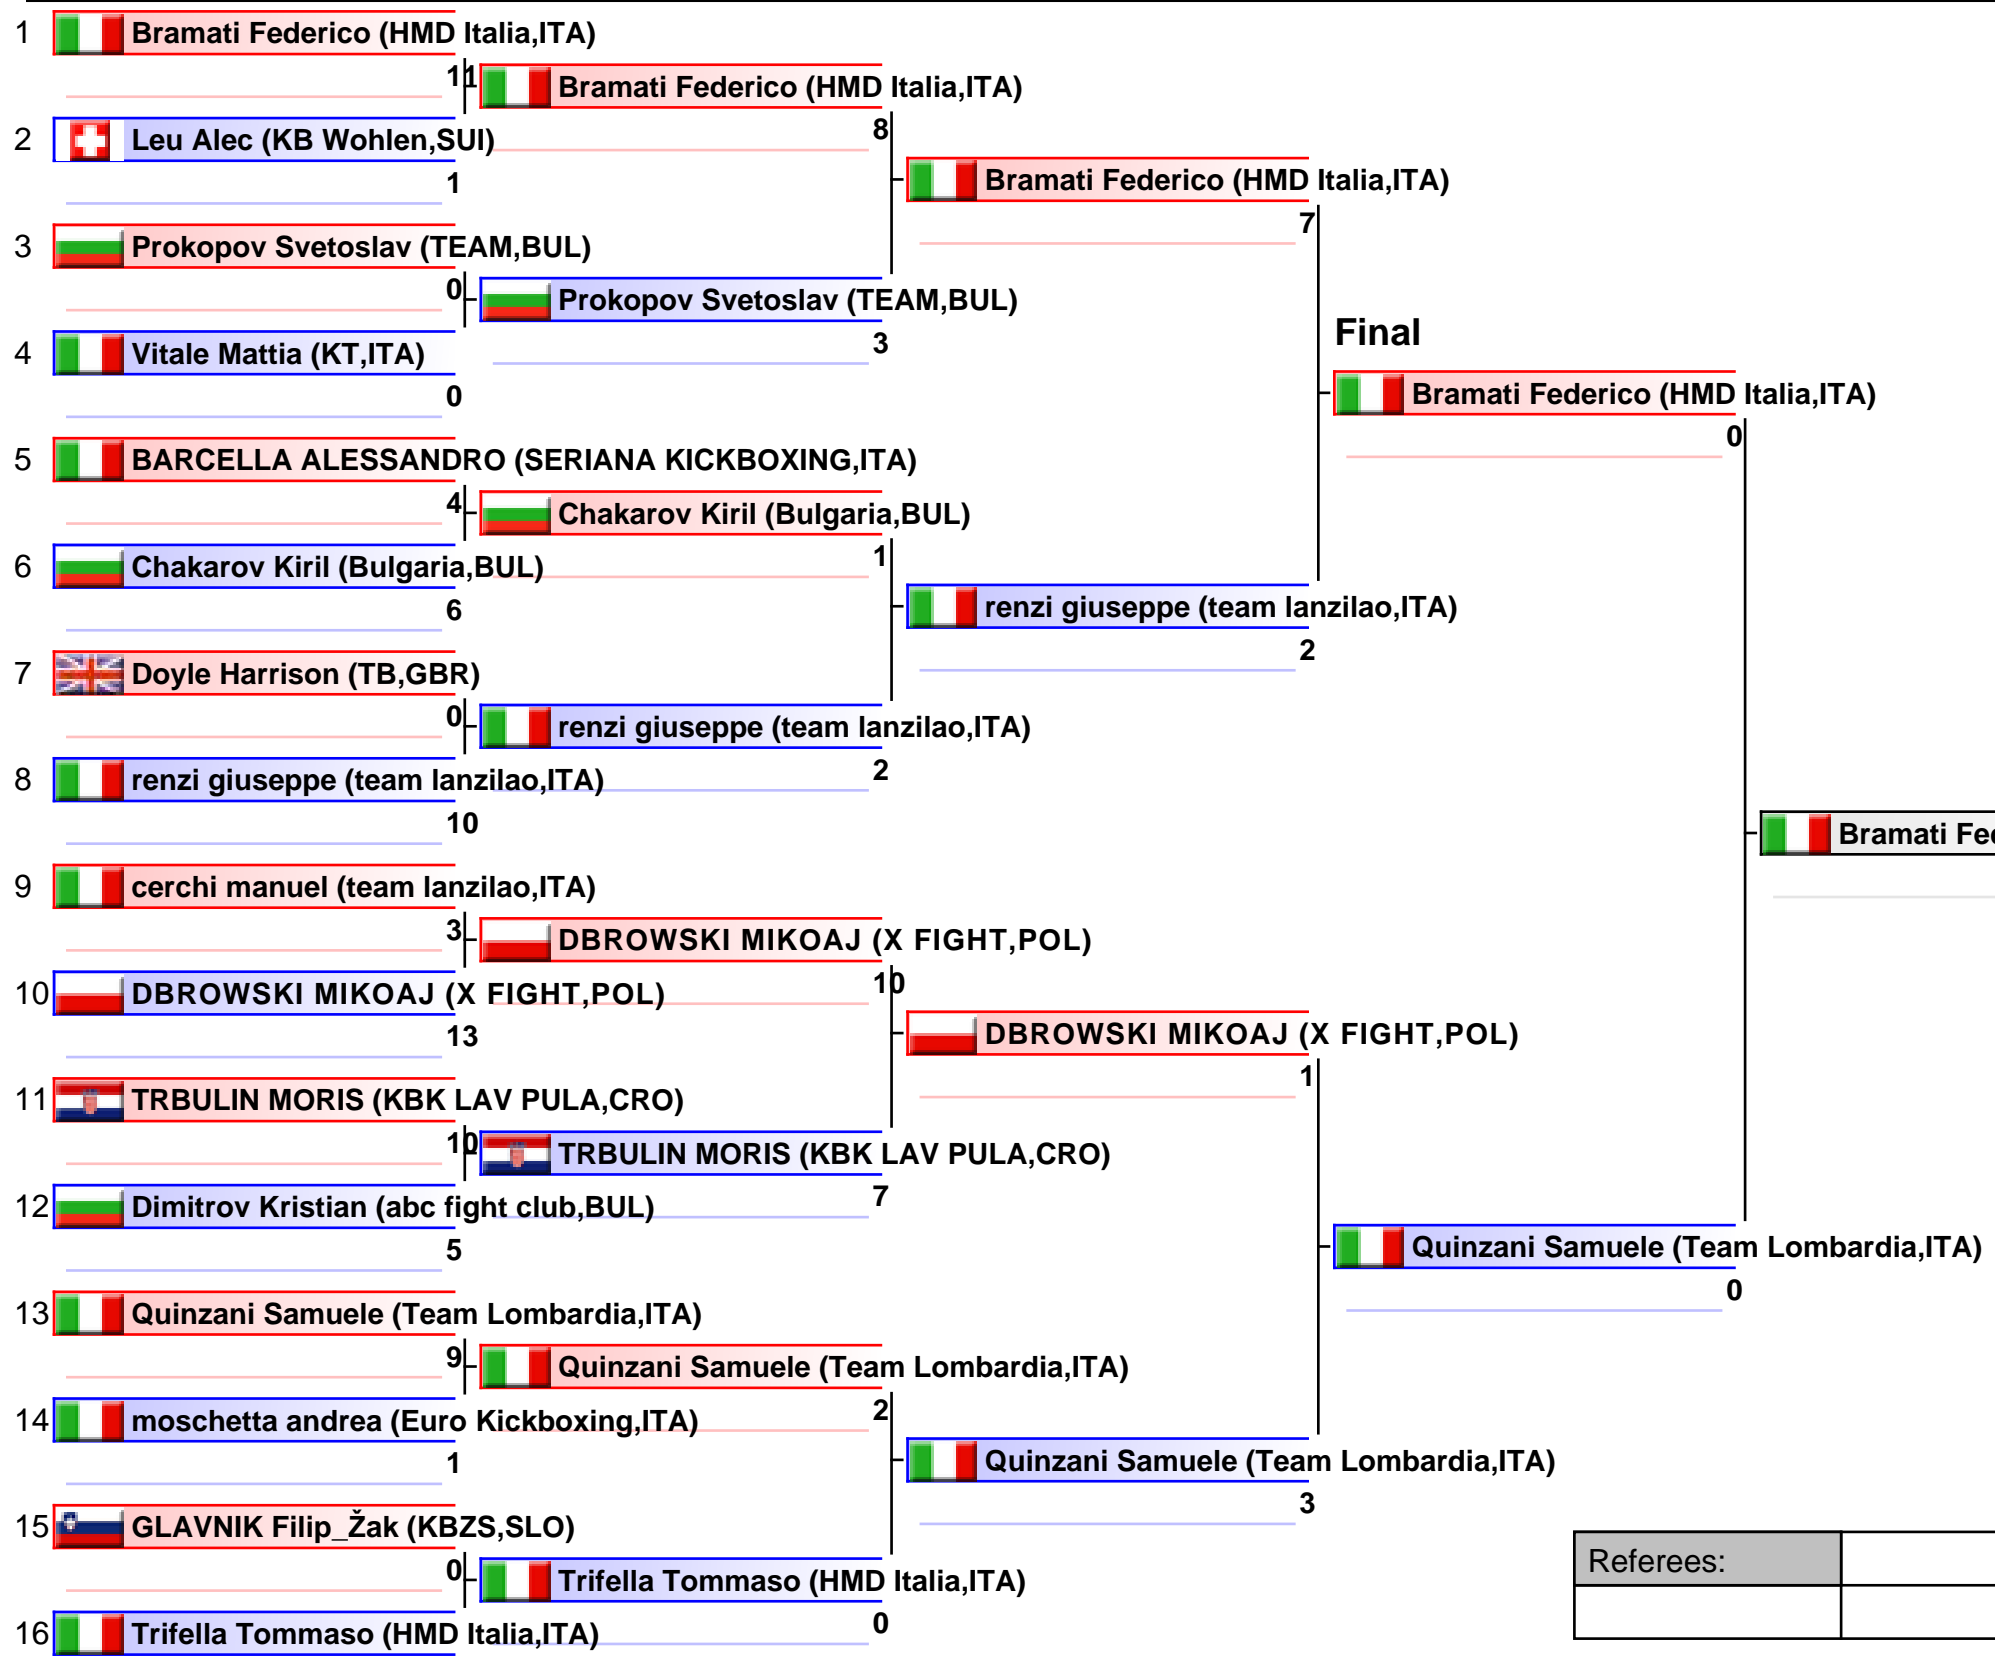 1 Bramati Federico (HMD Italia,ITA)
11 Bramati Federico (HMD Italia,ITA)
8
2 Leu Alec (KB Wohlen,SUI)
1 Bramati Federico (HMD Italia,ITA)
7
3 Prokopov Svetoslav (TEAM,BUL)
0 Prokopov Svetoslav (TEAM,BUL)
3
Final
4 Vitale Mattia (KT,ITA)
0 Bramati Federico (HMD Italia,ITA)
0
5 BARCELLA ALESSANDRO (SERIANA KICKBOXING,ITA)
4 Chakarov Kiril (Bulgaria,BUL)
1
6 Chakarov Kiril (Bulgaria,BUL)
6 renzi giuseppe (team lanzilao,ITA)
2
7 Doyle Harrison (TB,GBR)
0 renzi giuseppe (team lanzilao,ITA)
2
8 renzi giuseppe (team lanzilao,ITA)
10
Bramati Fe
9 cerchi manuel (team lanzilao,ITA)
3 DBROWSKI MIKOAJ (X FIGHT,POL)
10
10 DBROWSKI MIKOAJ (X FIGHT,POL)
13 DBROWSKI MIKOAJ (X FIGHT,POL)
1
11 TRBULIN MORIS (KBK LAV PULA,CRO)
10 TRBULIN MORIS (KBK LAV PULA,CRO)
7
12 Dimitrov Kristian (abc fight club,BUL)
5 Quinzani Samuele (Team Lombardia,ITA)
0
13 Quinzani Samuele (Team Lombardia,ITA)
9 Quinzani Samuele (Team Lombardia,ITA)
2
14 moschetta andrea (Euro Kickboxing,ITA)
1 Quinzani Samuele (Team Lombardia,ITA)
3
15 GLAVNIK Filip_Žak (KBZS,SLO)
0 Trifella Tommaso (HMD Italia,ITA)
0
Referees:
16 Trifella Tommaso (HMD Italia,ITA)